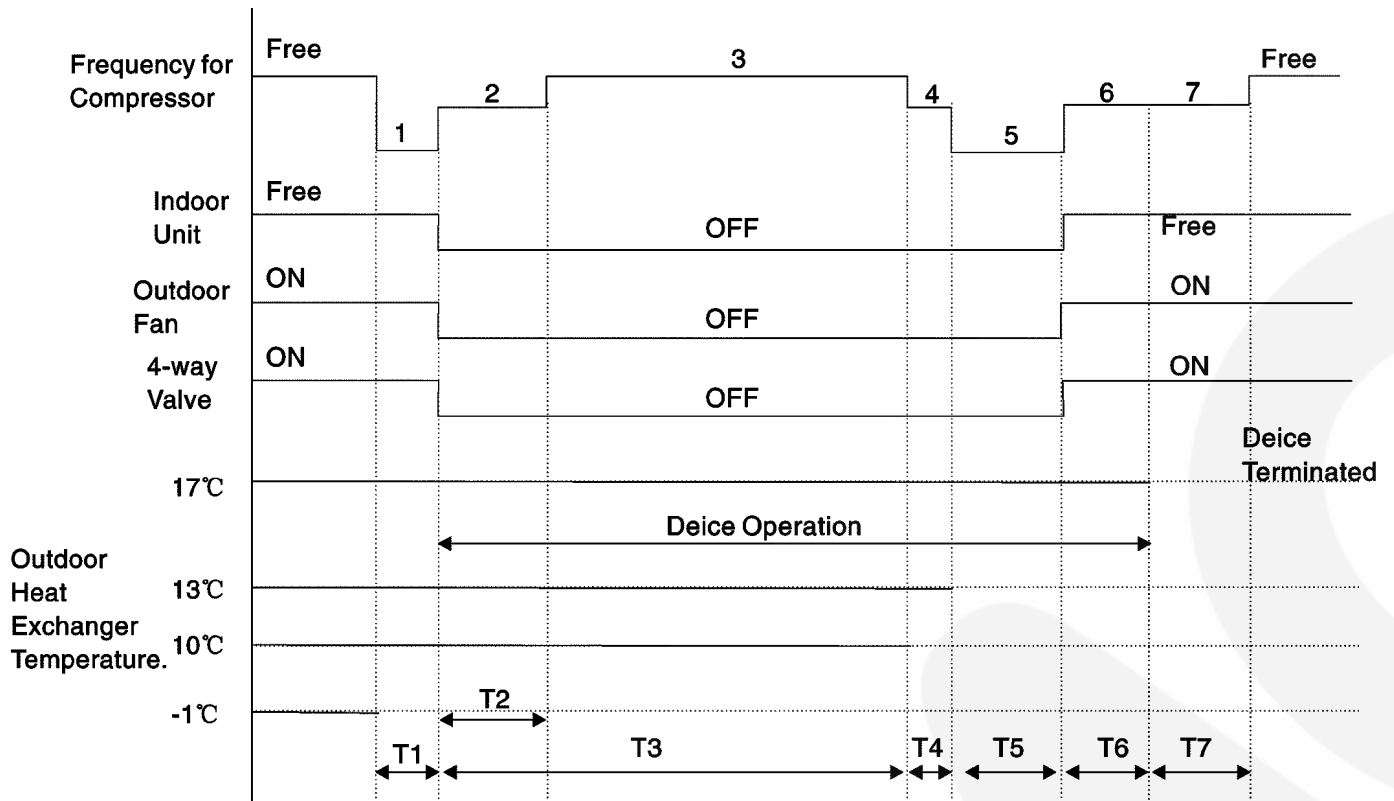 Frequency for
Compressor
Free
1
2
3
4
5
6
7
Free
Indoor
Unit
Free
OFF
Free
Outdoor
Fan
ON
OFF
ON
4-way
Valve
ON
OFF
ON
Deice
Terminated
17℃
Deice Operation
Outdoor
Heat
Exchanger
Temperature.
13℃
10℃
-1℃
T2
T1
T3
T4
T5
T6
T7